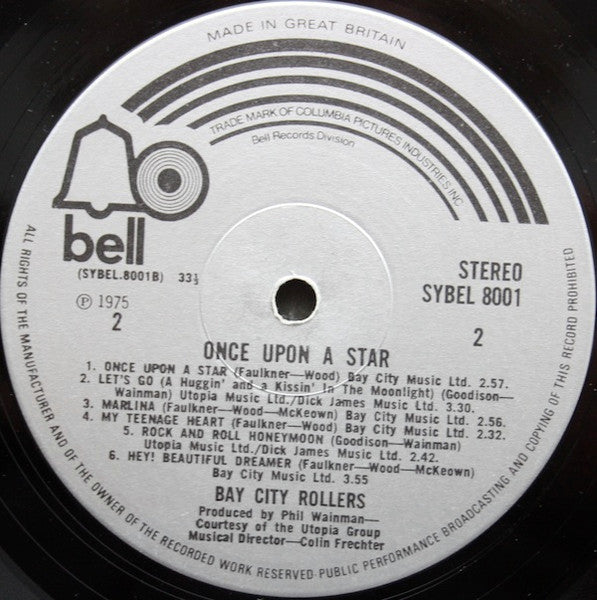 MADE IN GREAT BRITAIN
TRADE MARK OF COLUMBIA PICTURES INDUSTRIES INC
Bell Records Division
bell
(SYBEL.8001B) 33⅓
STEREO
SYBEL 8001
Ⓟ 1975
2
2
ONCE UPON A STAR
1. ONCE UPON A STAR (Faulkner—Wood) Bay City Music Ltd. 2.57.
2. LET'S GO (A Huggin' and a Kissin' In The Moonlight) (Goodison—
Wainman) Utopia Music Ltd./Dick James Music Ltd. 3.30.
3. MARLINA (Faulkner—Wood—McKeown) Bay City Music Ltd. 2.56.
4. MY TEENAGE HEART (Faulkner—Wood) Bay City Music Ltd. 2.32.
5. ROCK AND ROLL HONEYMOON (Goodison—Wainman)
Utopia Music Ltd./Dick James Music Ltd. 2.42.
6. HEY! BEAUTIFUL DREAMER (Faulkner—Wood—McKeown)
Bay City Music Ltd. 3.55
BAY CITY ROLLERS
Produced by Phil Wainman—
Courtesy of the Utopia Group
Musical Director—Colin Frechter
ALL RIGHTS OF THE MANUFACTURER AND OF THE OWNER OF THE RECORDED WORK RESERVED·PUBLIC PERFORMANCE BROADCASTING AND COPYING OF THIS RECORD PROHIBITED